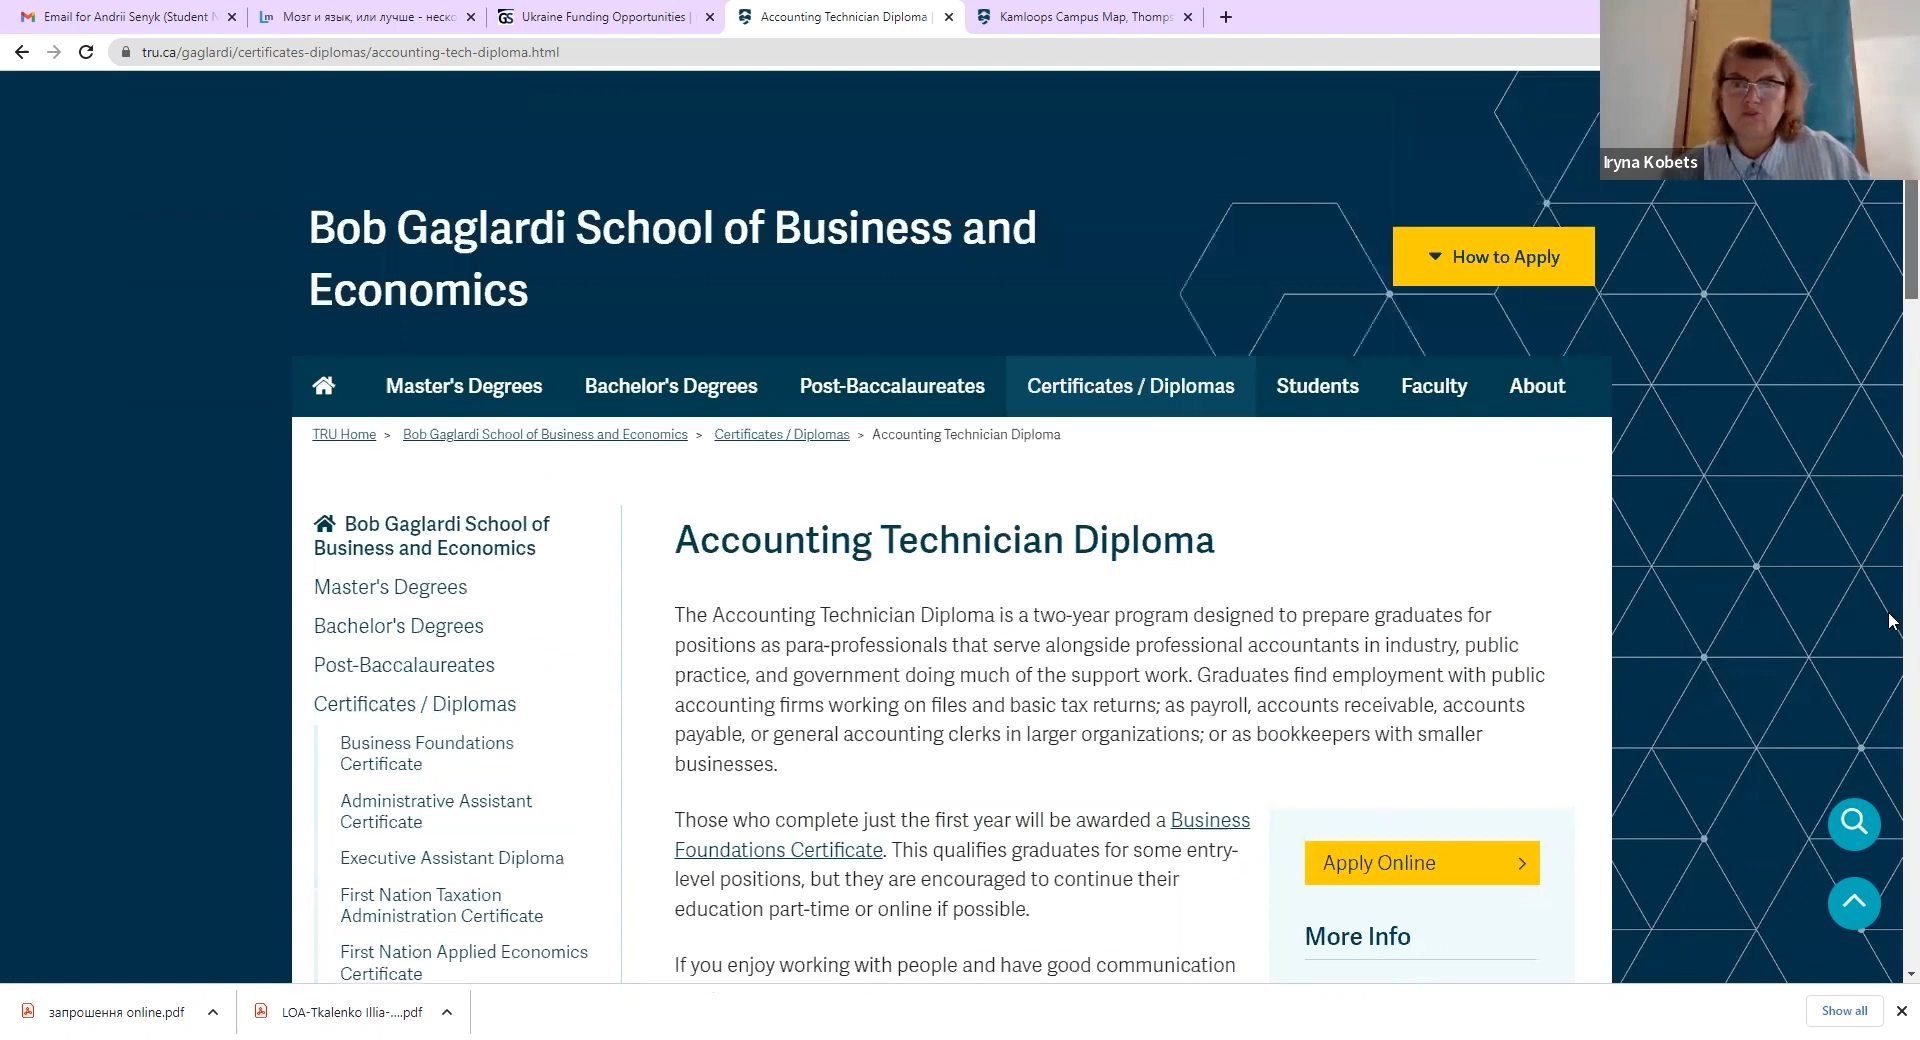 Email for Andrii Senyk (Student
Мозг и язык, или лучше - неск
Ukraine Funding Opportunities |
Accounting Technician Diploma |
Kamloops Campus Map, Thomps
tru.ca/gaglardi/certificates-diplomas/accounting-tech-diploma.html
Iryna Kobets
Bob Gaglardi School of Business and
Economics
How to Apply
Master's Degrees
Bachelor's Degrees
Post-Baccalaureates
Certificates / Diplomas
Students
Faculty
About
TRU Home > Bob Gaglardi School of Business and Economics > Certificates / Diplomas > Accounting Technician Diploma
Bob Gaglardi School of
Business and Economics
Master's Degrees
Bachelor's Degrees
Post-Baccalaureates
Certificates / Diplomas
Business Foundations
Certificate
Administrative Assistant
Certificate
Executive Assistant Diploma
First Nation Taxation
Administration Certificate
First Nation Applied Economics
Certificate
Accounting Technician Diploma
The Accounting Technician Diploma is a two-year program designed to prepare graduates for
positions as para-professionals that serve alongside professional accountants in industry, public
practice, and government doing much of the support work. Graduates find employment with public
accounting firms working on files and basic tax returns; as payroll, accounts receivable, accounts
payable, or general accounting clerks in larger organizations; or as bookkeepers with smaller
businesses.
Those who complete just the first year will be awarded a Business
Foundations Certificate. This qualifies graduates for some entry-
level positions, but they are encouraged to continue their
education part-time or online if possible.
If you enjoy working with people and have good communication
Apply Online
More Info
запрошення online.pdf
LOA-Tkalenko Illia-....pdf
Show all